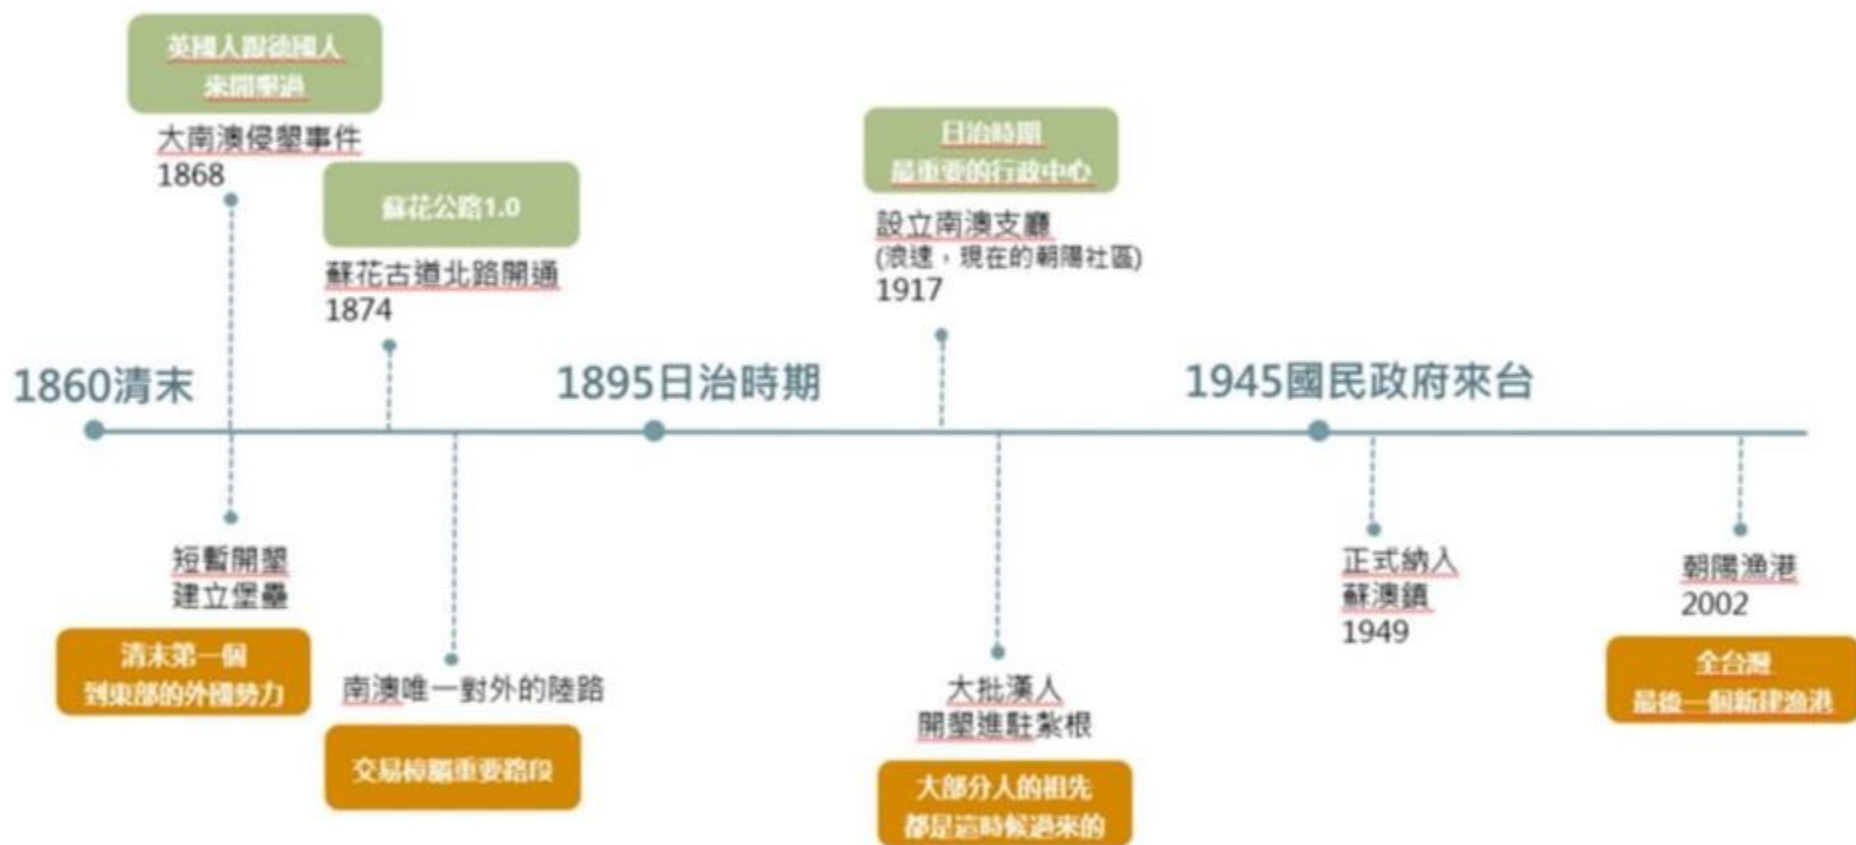 英國人跟德國人
來開墾過
大南澳侵墾事件
1868
蘇花公路1.0
蘇花古道北路開通
1874
日治時期
最重要的行政中心
設立南澳支廳
(浪速，現在的朝陽社區)
1917
1860清末
1895日治時期
1945國民政府來台
短暫開墾
建立堡壘
清末第一個
到東部的外國勢力
南澳唯一對外的陸路
交易樟腦重要路段
大批漢人
開墾進駐紮根
大部分人的祖先
都是這時候過來的
正式納入
蘇澳鎮
1949
朝陽漁港
2002
全台灣
最後一個新建漁港